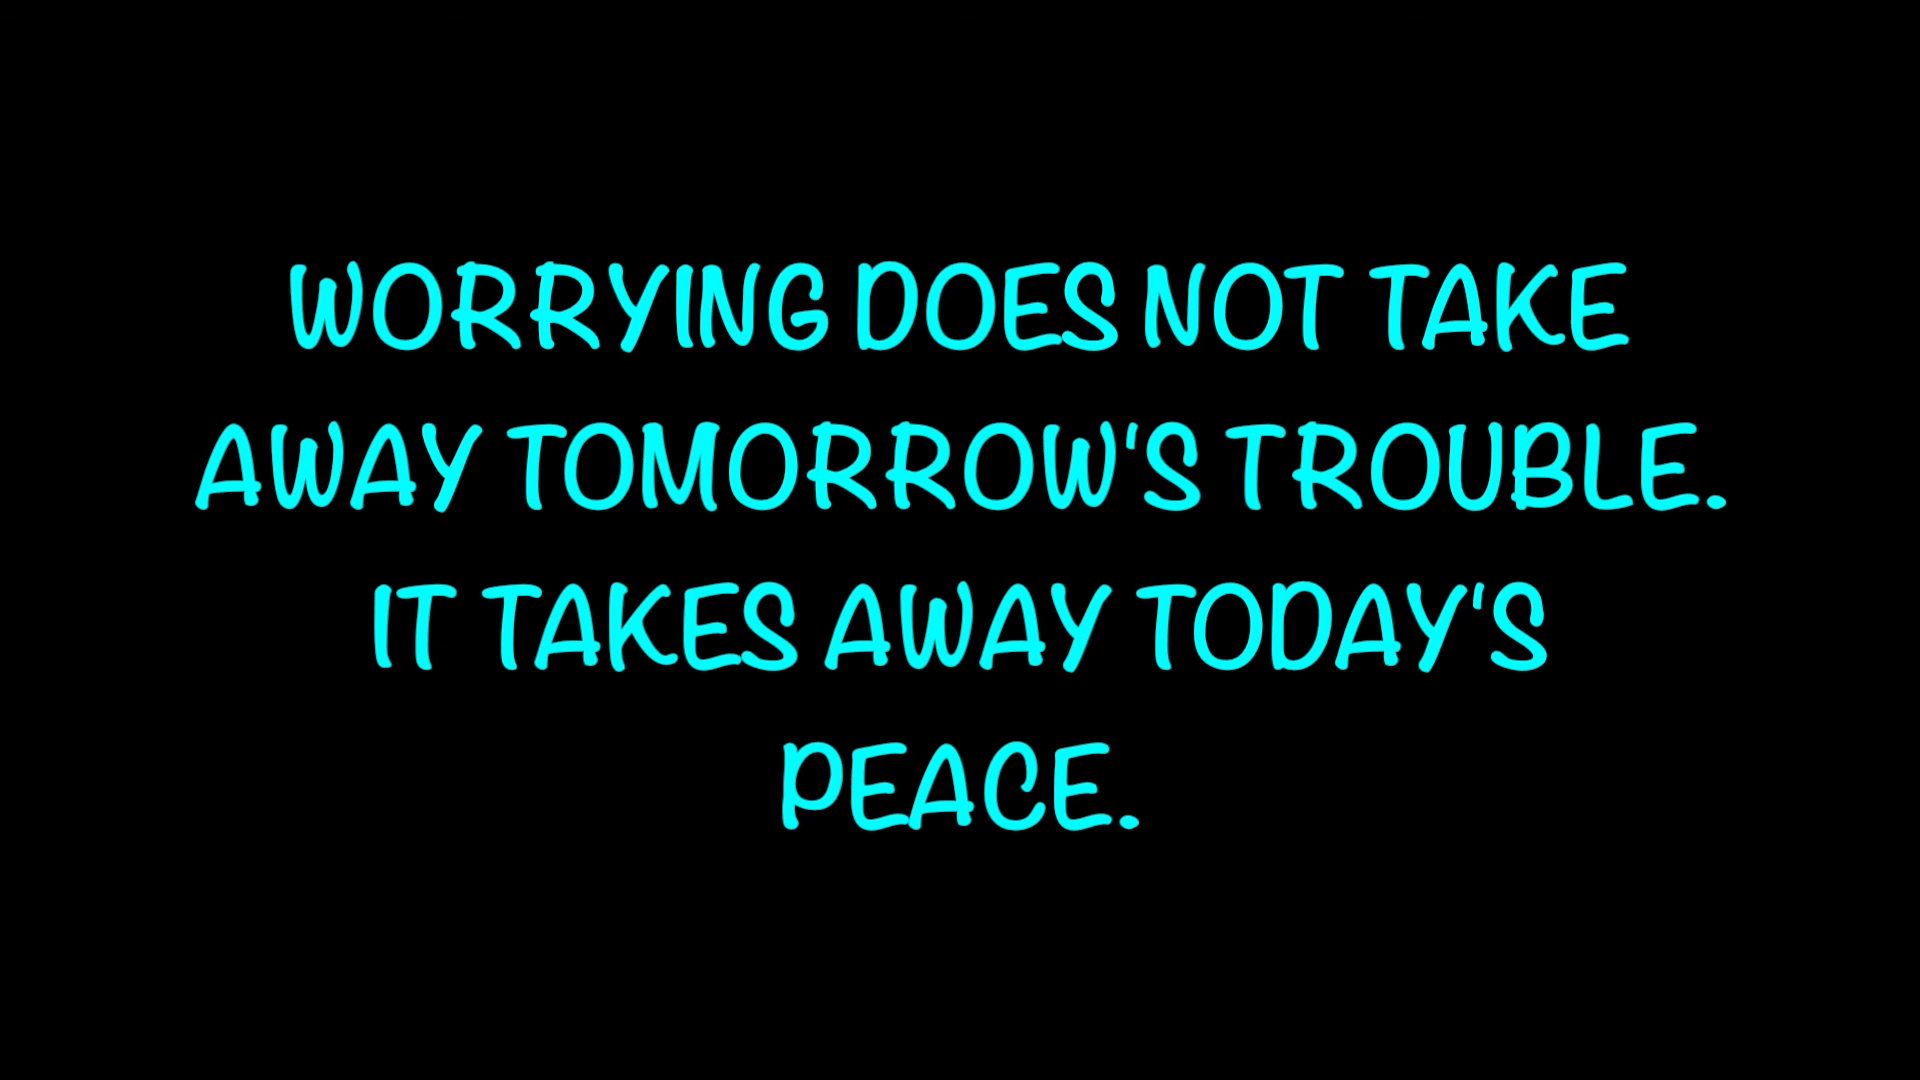 WORRYING DOES NOT TAKE
AWAY TOMORROW'S TROUBLE.
IT TAKES AWAY TODAY'S
PEACE.